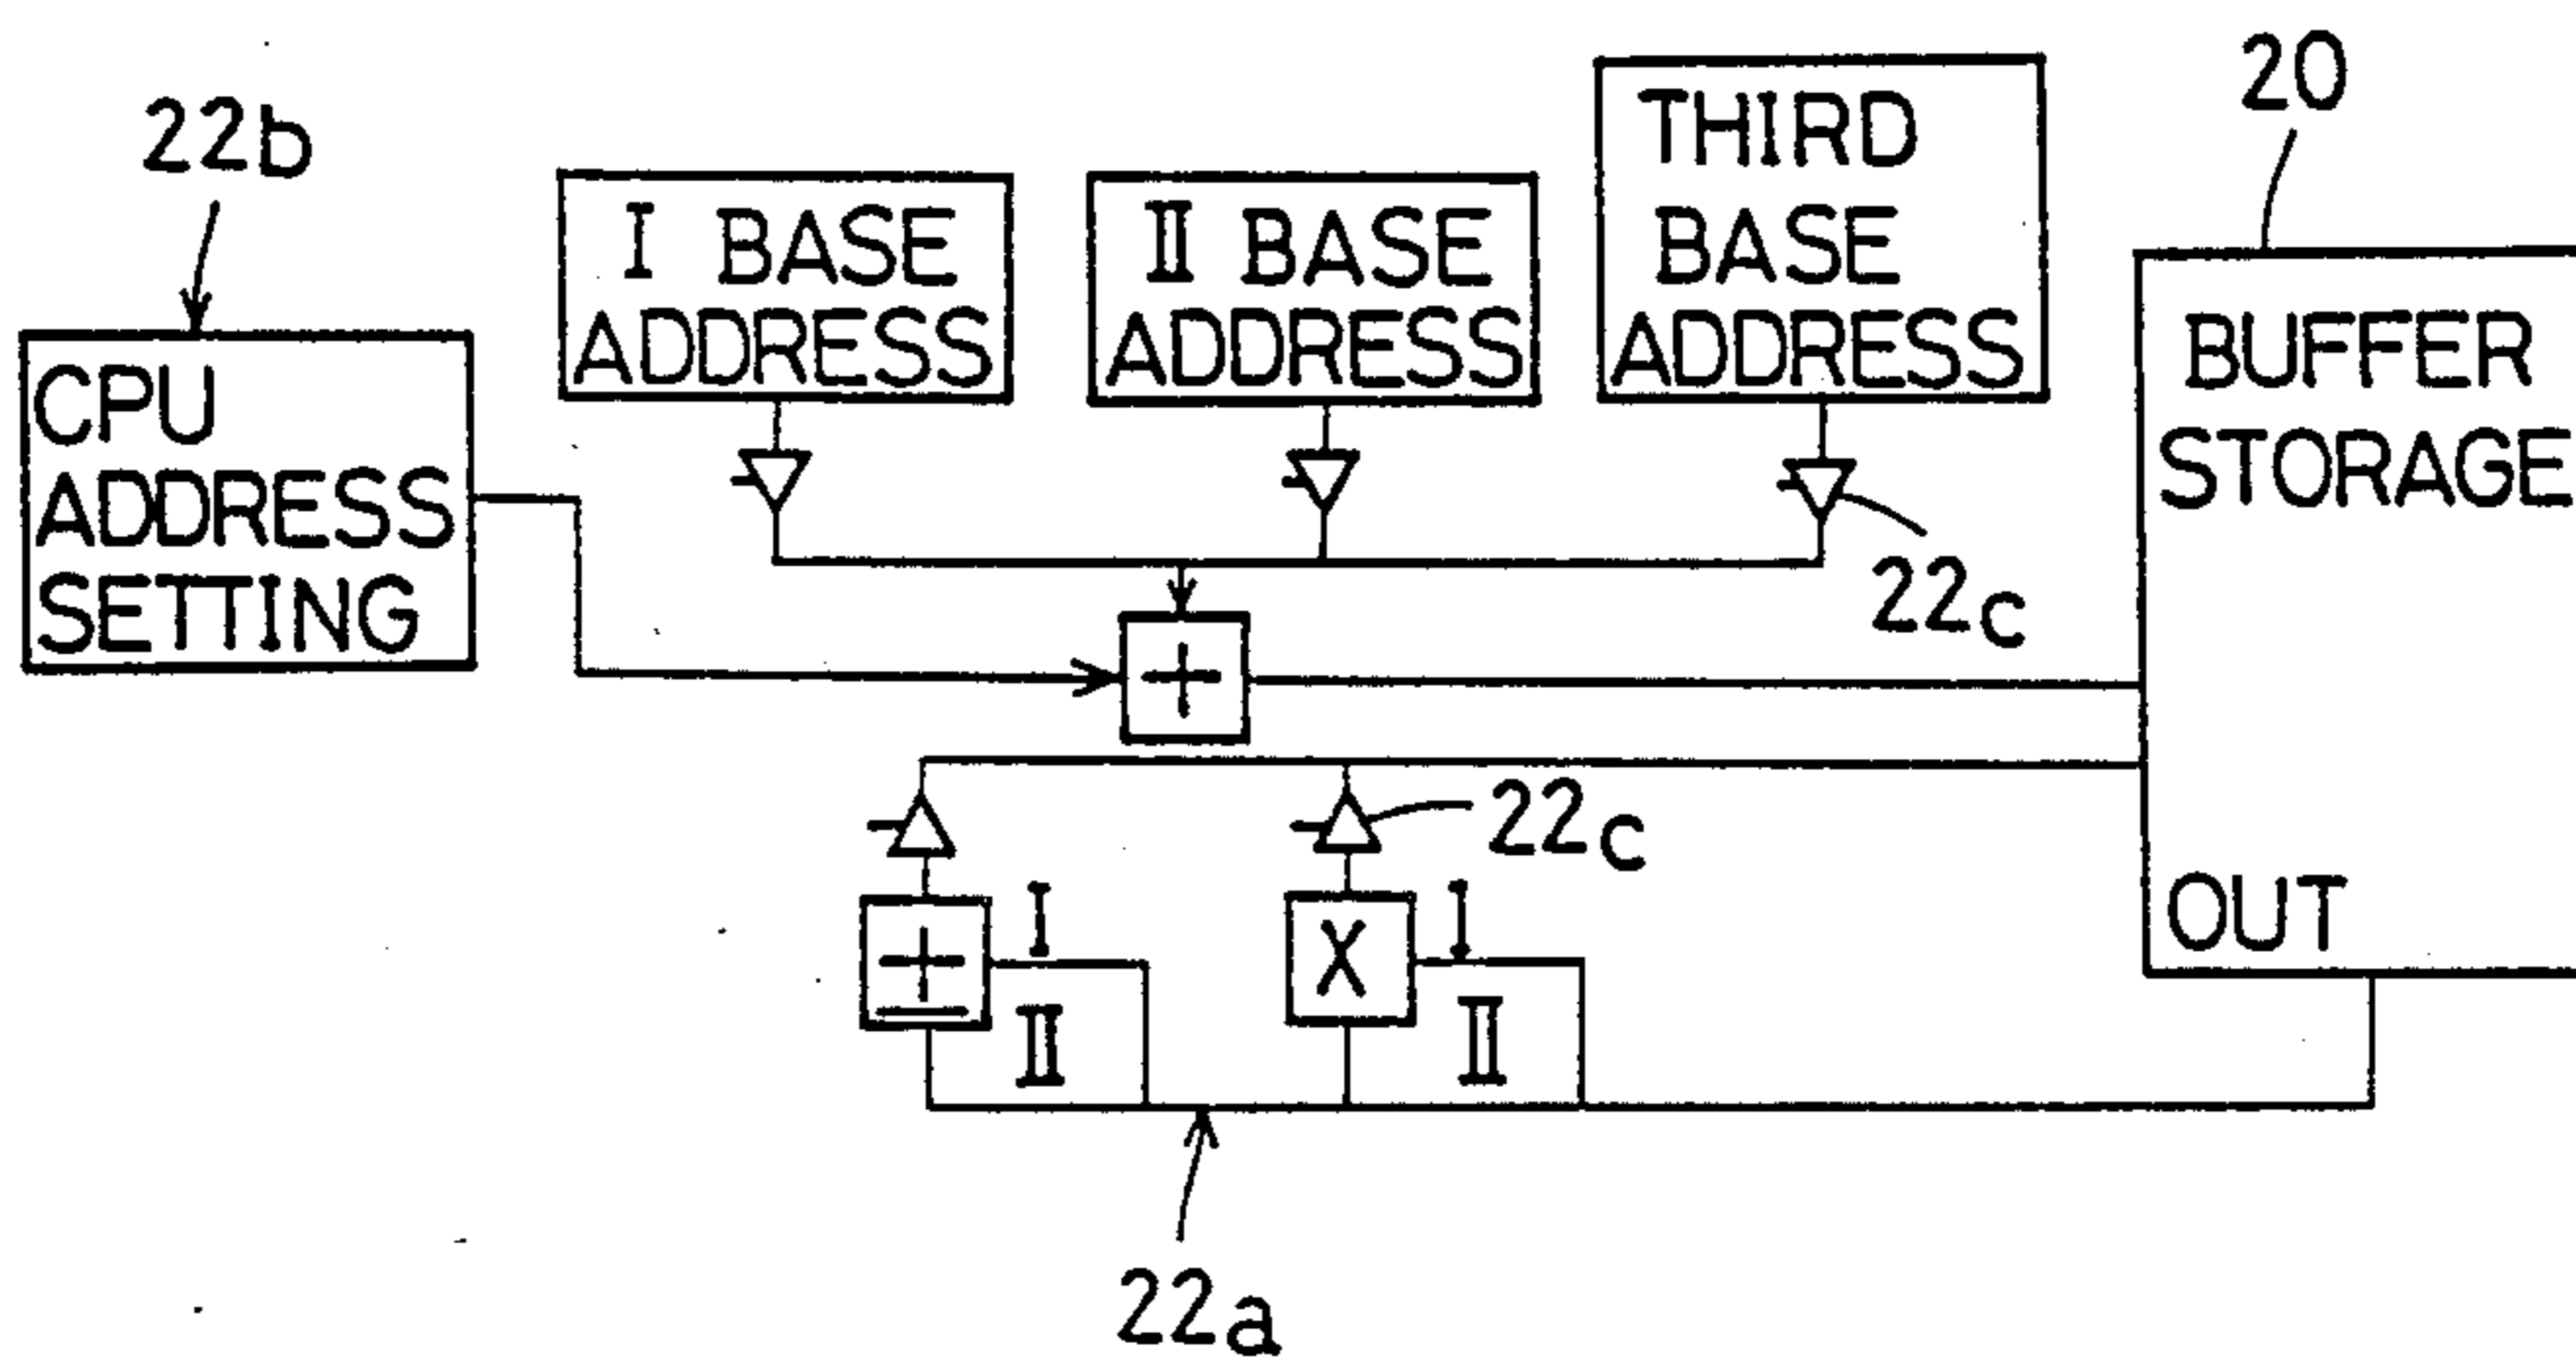 22b
CPU
ADDRESS
SETTING
I BASE
ADDRESS
II BASE
ADDRESS
THIRD
BASE
ADDRESS
20
BUFFER
STORAGE
OUT
22c
+
22c
±
I
II
X
I
II
22a